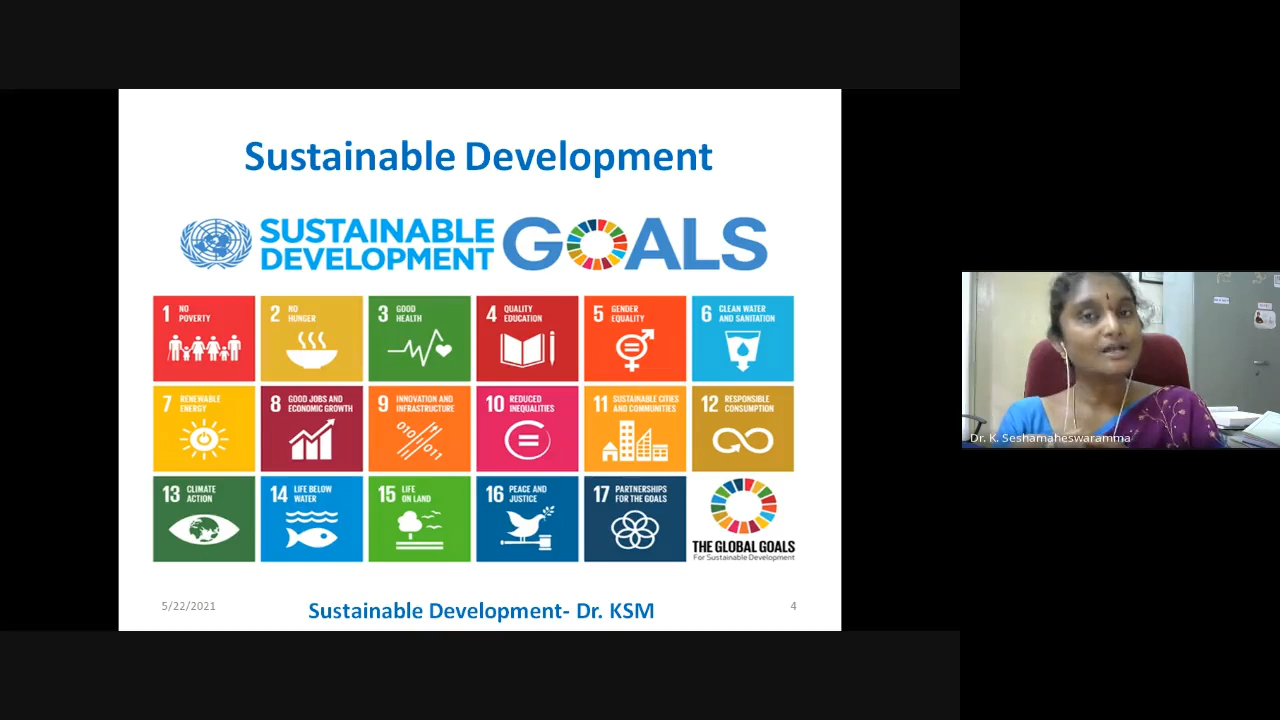 Sustainable Development
SUSTAINABLE
DEVELOPMENT
GOALS
1 NO
POVERTY
2 NO
HUNGER
3 GOOD
HEALTH
4 QUALITY
EDUCATION
5 GENDER
EQUALITY
6 CLEAN WATER
AND SANITATION
7 RENEWABLE
ENERGY
8 GOOD JOBS AND
ECONOMIC GROWTH
9 INNOVATION AND
INFRASTRUCTURE
10 REDUCED
INEQUALITIES
11 SUSTAINABLE CITIES
AND COMMUNITIES
12 RESPONSIBLE
CONSUMPTION
13 CLIMATE
ACTION
14 LIFE BELOW
WATER
15 LIFE
ON LAND
16 PEACE AND
JUSTICE
17 PARTNERSHIPS
FOR THE GOALS
THE GLOBAL GOALS
For Sustainable Development
5/22/2021
Sustainable Development- Dr. KSM
4
Dr. K. Seshamaheswaramma